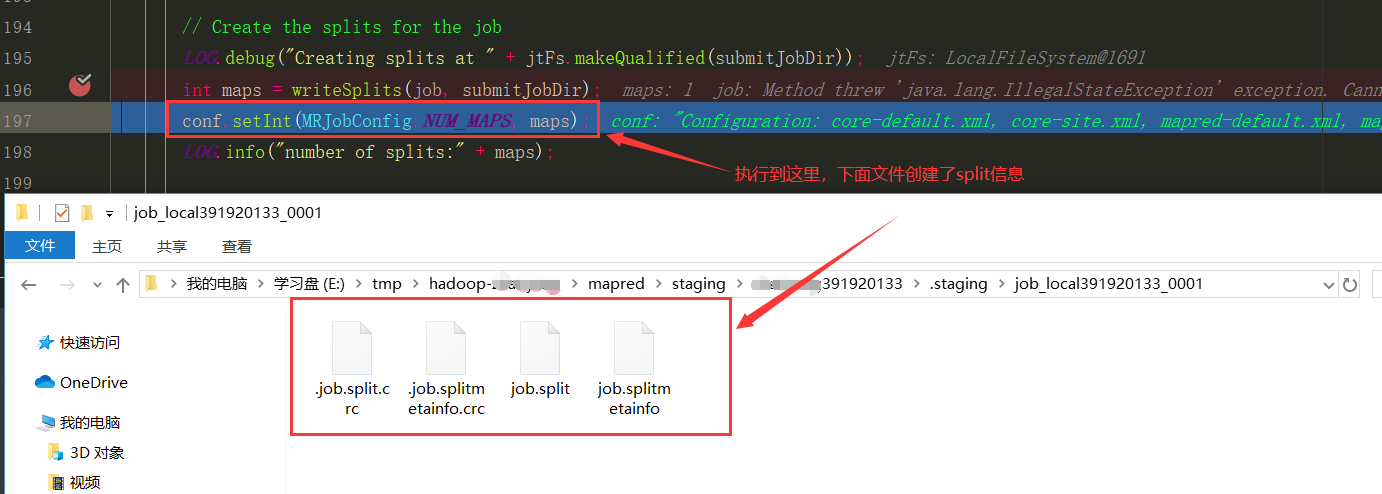 194 // Create the splits for the job
195 LOG.debug("Creating splits at " + jtFs.makeQualified(submitJobDir)); jtFs: LocalFileSystem@1691
196 int maps = writeSplits(job, submitJobDir); maps: 1 job: Method threw 'java.lang.IllegalStateException' exception. Cann
197 conf.setInt(MRJobConfig.NUM_MAPS, maps); conf: "Configuration: core-default.xml, core-site.xml, mapred-default.xml, ma
198 LOG.info("number of splits:" + maps);
199
执行到这里，下面文件创建了split信息
job_local391920133_0001
文件 主页 共享 查看
我的电脑 学习盘 (E:) tmp hadoop- mapred staging 391920133 .staging job_local391920133_0001
快速访问
OneDrive
我的电脑
3D 对象
视频
.job.split.c
rc
.job.splitm
etainfo.crc
job.split
job.splitm
etainfo